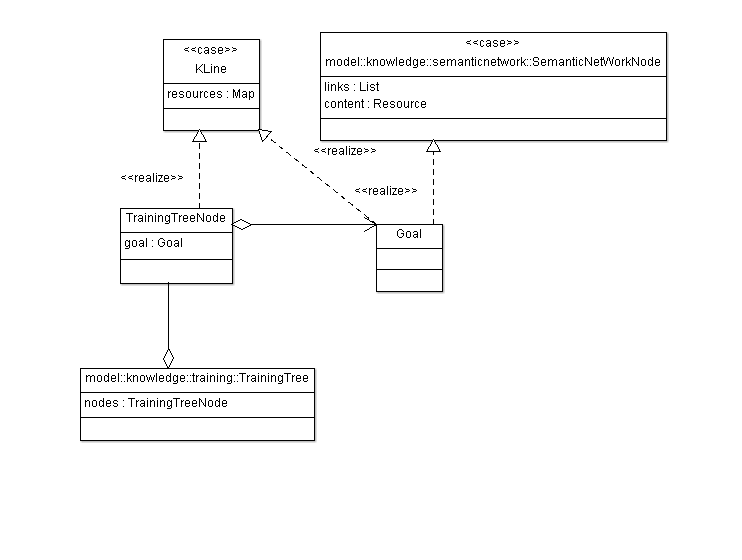 <<case>>
KLine
resources : Map
<<case>>
model::knowledge::semanticnetwork::SemanticNetWorkNode
links : List
content : Resource
<<realize>>
<<realize>>
<<realize>>
TrainingTreeNode
goal : Goal
Goal
model::knowledge::training::TrainingTree
nodes : TrainingTreeNode